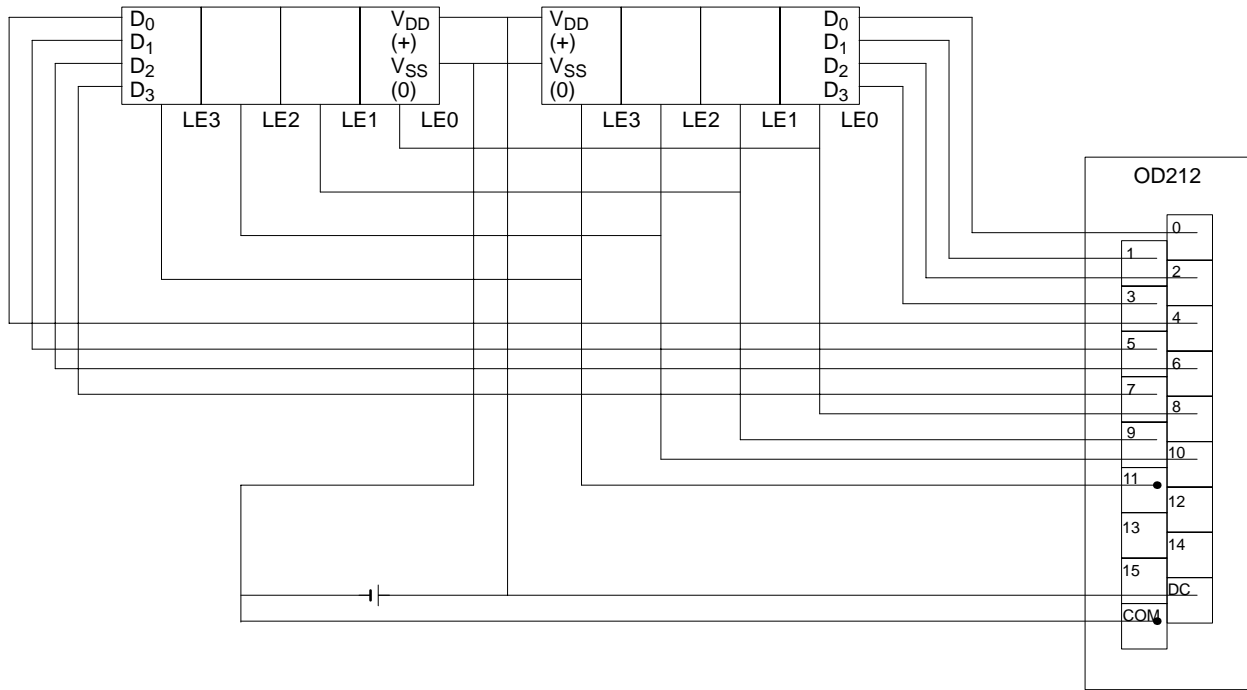 D0
D1
D2
D3
VDD
(+)
VSS
(0)
LE3 LE2 LE1 LE0
VDD
(+)
VSS
(0)
D0
D1
D2
D3
LE3 LE2 LE1 LE0
OD212
0
1
2
3
4
5
6
7
8
9
10
11
12
13
14
15
DC
COM